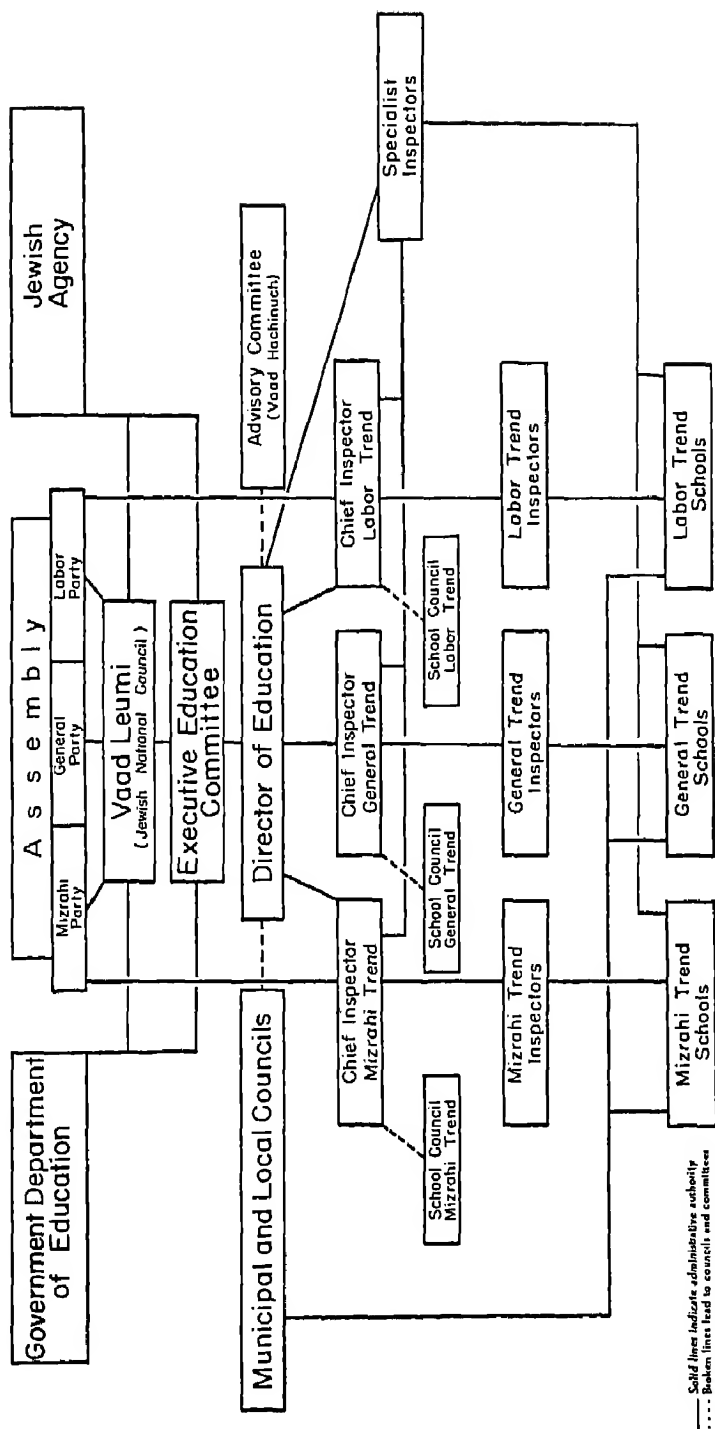 Government Department
of Education
Assembly
Jewish
Agency
Mizrahi
Party
General
Party
Labor
Party
Vaad Leumi
(Jewish National Council)
Executive Education
Committee
Municipal and Local Councils
Director of Education
Advisory Committee
(Vaad Hachinuch)
Chief Inspector
Mizrahi Trend
Chief Inspector
General Trend
Chief Inspector
Labor Trend
Specialist
Inspectors
School Council
Mizrahi Trend
School Council
General Trend
School Council
Labor Trend
Mizrahi Trend
Inspectors
General Trend
Inspectors
Labor Trend
Inspectors
Mizrahi Trend
Schools
General Trend
Schools
Labor Trend
Schools
Solid lines indicate administrative authority
Broken lines lead to councils and committees